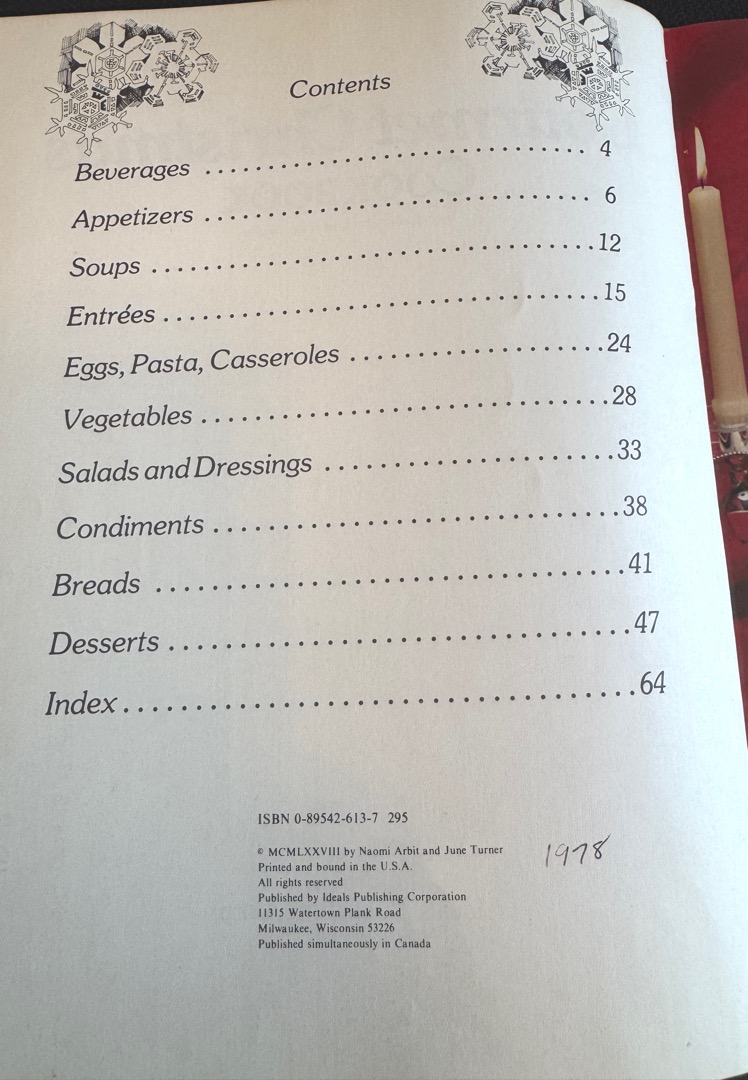 Contents
Beverages .................................. 4
Appetizers .................................. 6
Soups .......................................12
Entrées .....................................15
Eggs, Pasta, Casseroles ....................24
Vegetables ..................................28
Salads and Dressings .......................33
Condiments ..................................38
Breads ......................................41
Desserts ....................................47
Index .......................................64
ISBN 0-89542-613-7 295
© MCMLXXVIII by Naomi Arbit and June Turner
1978
Printed and bound in the U.S.A.
All rights reserved
Published by Ideals Publishing Corporation
11315 Watertown Plank Road
Milwaukee, Wisconsin 53226
Published simultaneously in Canada